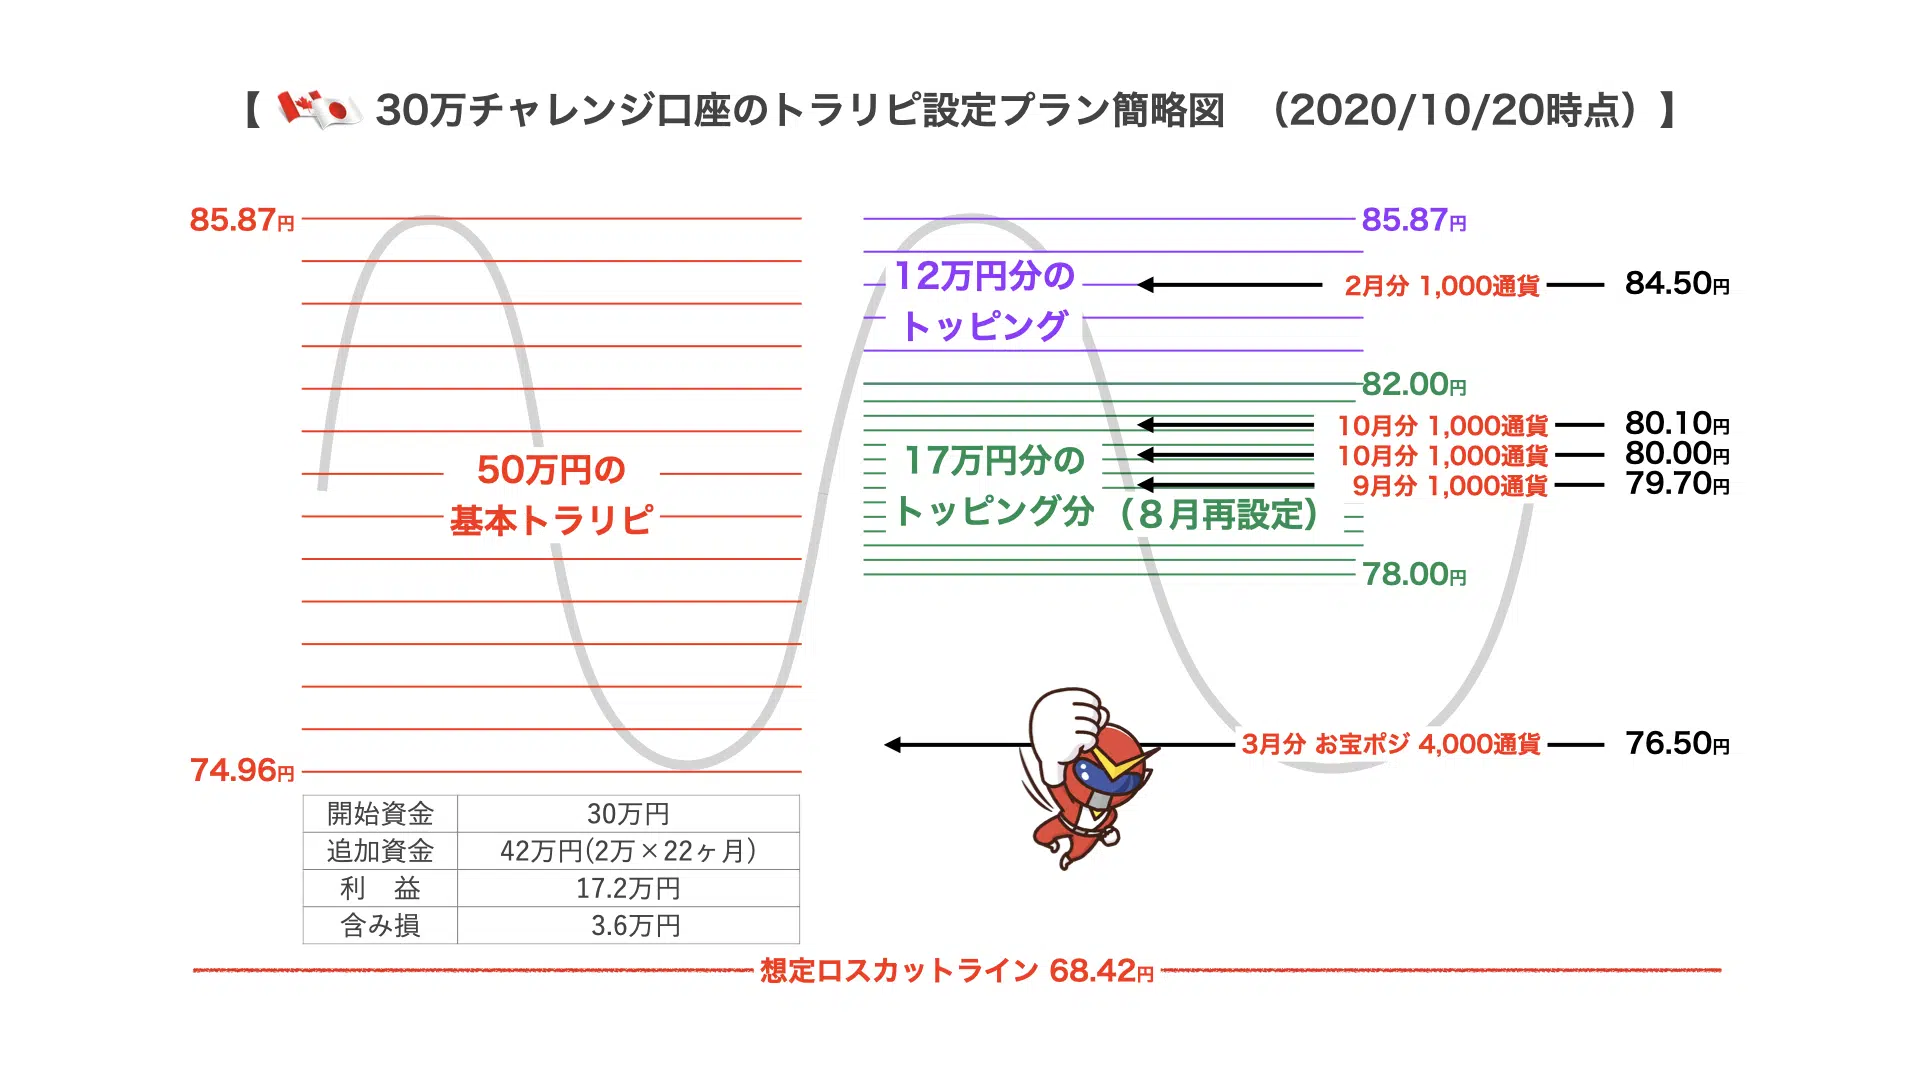 【 🇨🇦🇯🇵 30万チャレンジ口座のトラリピ設定プラン簡略図 （2020/10/20時点）】
85.87円
50万円の
基本トラリピ
74.96円
85.87円
12万円分の
トッピング
2月分 1,000通貨 84.50円
82.00円
10月分 1,000通貨 80.10円
10月分 1,000通貨 80.00円
9月分 1,000通貨 79.70円
17万円分の
トッピング分（８月再設定）
78.00円
3月分 お宝ポジ 4,000通貨 76.50円
開始資金 30万円
追加資金 42万円(2万×22ヶ月)
利　益 17.2万円
含み損 3.6万円
想定ロスカットライン 68.42円